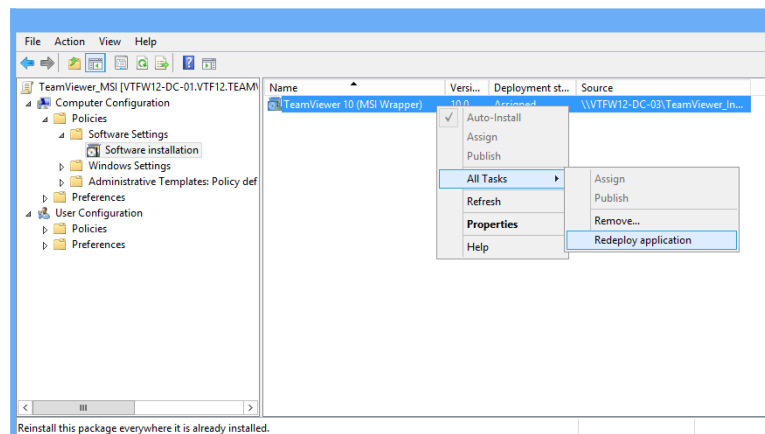 File Action View Help
TeamViewer_MSI [VTFW12-DC-01.VTF12.TEAMV
Computer Configuration
Policies
Software Settings
Software installation
Windows Settings
Administrative Templates: Policy def
Preferences
User Configuration
Policies
Preferences
Name Versi... Deployment st... Source
TeamViewer 10 (MSI Wrapper) 10.0 Assigned \\VTFW12-DC-03\TeamViewer_In...
Auto-Install
Assign
Publish
All Tasks
Refresh
Properties
Help
Assign
Publish
Remove...
Redeploy application
Reinstall this package everywhere it is already installed.